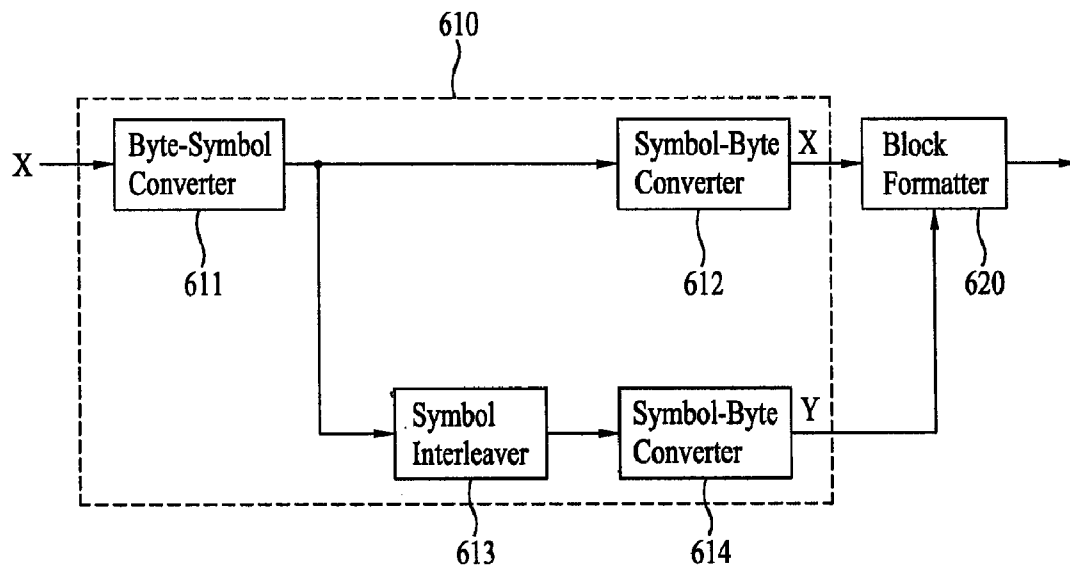 610
X
Byte-Symbol
Converter
611
Symbol-Byte
Converter
612
X
Block
Formatter
620
Symbol
Interleaver
613
Symbol-Byte
Converter
614
Y